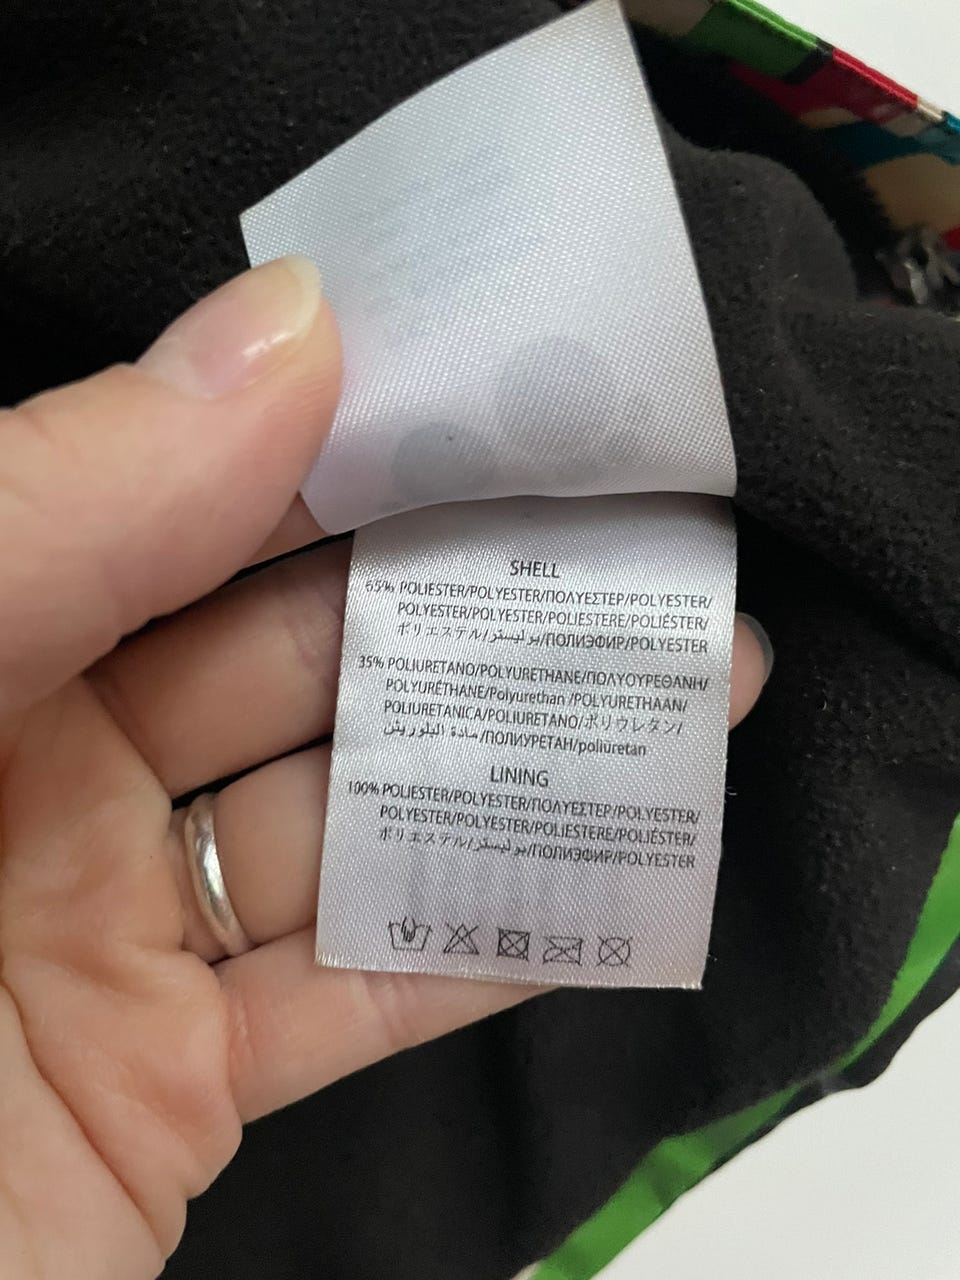 SHELL
65% POLIESTER/POLYESTER/ΠΟΛΥΕΣΤΕΡ/POLYESTER/
POLYESTER/POLYESTER/POLIESTERE/POLIÉSTER/
ポリエステル/بوليستر/ПОЛИЭФИР/POLYESTER
35% POLIURETANO/POLYURETHANE/ΠΟΛΥΟΥΡΕΘΑΝΗ/
POLYURÉTHANE/Polyurethan /POLYURETHAAN/
POLIURETANICA/POLIURETANO/ポリウレタン/
مادة البلوريثن/ПОЛИУРЕТАН/poliuretan
LINING
100% POLIESTER/POLYESTER/ΠΟΛΥΕΣΤΕΡ/POLYESTER/
POLYESTER/POLYESTER/POLIESTERE/POLIÉSTER/
ポリエステル/بوليستر/ПОЛИЭФИР/POLYESTER